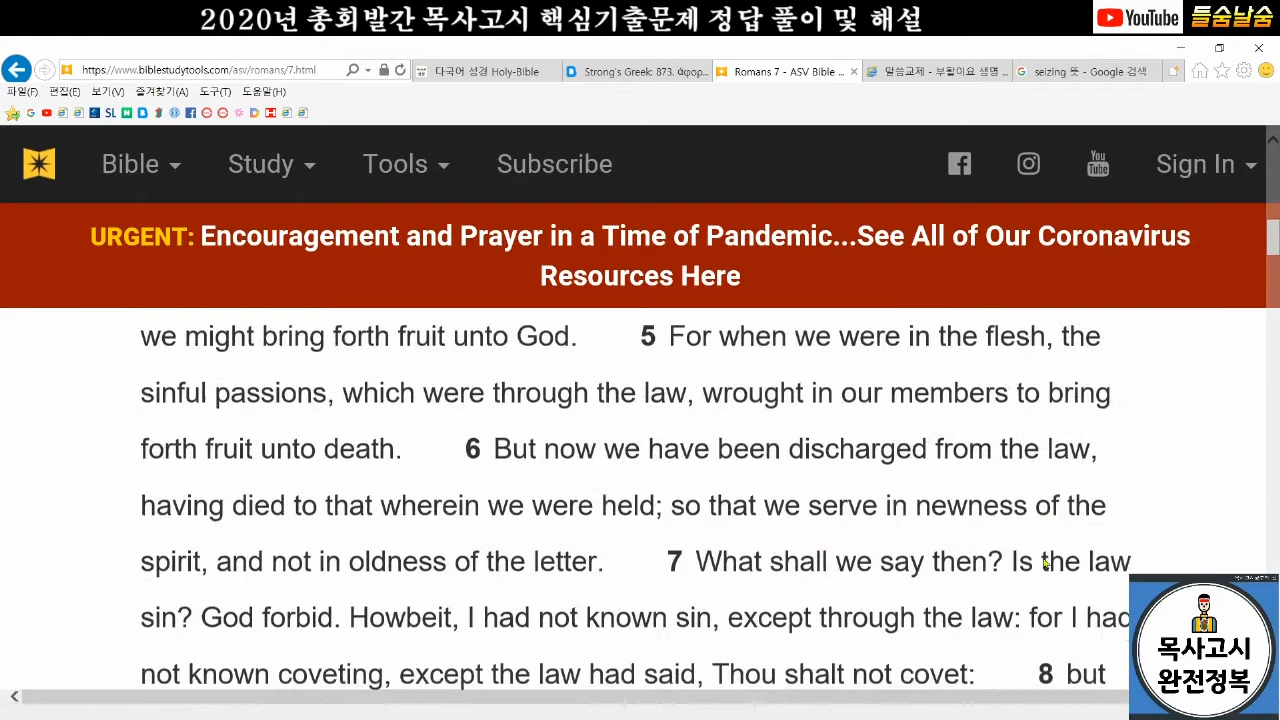 2020년 총회발간 목사고시 핵심기출문제 정답 풀이 및 해설
YouTube 들숨날숨
https://www.biblestudytools.com/asv/romans/7.html
다국어 성경 Holy-Bible
Strong's Greek: 873. ἀφορ...
Romans 7 - ASV Bible ...
말씀교제 - 부활이요 생명 ...
seizing 뜻 - Google 검색
파일(F) 편집(E) 보기(V) 즐겨찾기(A) 도구(T) 도움말(H)
Bible Study Tools Subscribe You Tube Sign In
URGENT: Encouragement and Prayer in a Time of Pandemic...See All of Our Coronavirus
Resources Here
we might bring forth fruit unto God. 5 For when we were in the flesh, the
sinful passions, which were through the law, wrought in our members to bring
forth fruit unto death. 6 But now we have been discharged from the law,
having died to that wherein we were held; so that we serve in newness of the
spirit, and not in oldness of the letter. 7 What shall we say then? Is the law
sin? God forbid. Howbeit, I had not known sin, except through the law: for I had
not known coveting, except the law had said, Thou shalt not covet: 8 but
목사고시
완전정복